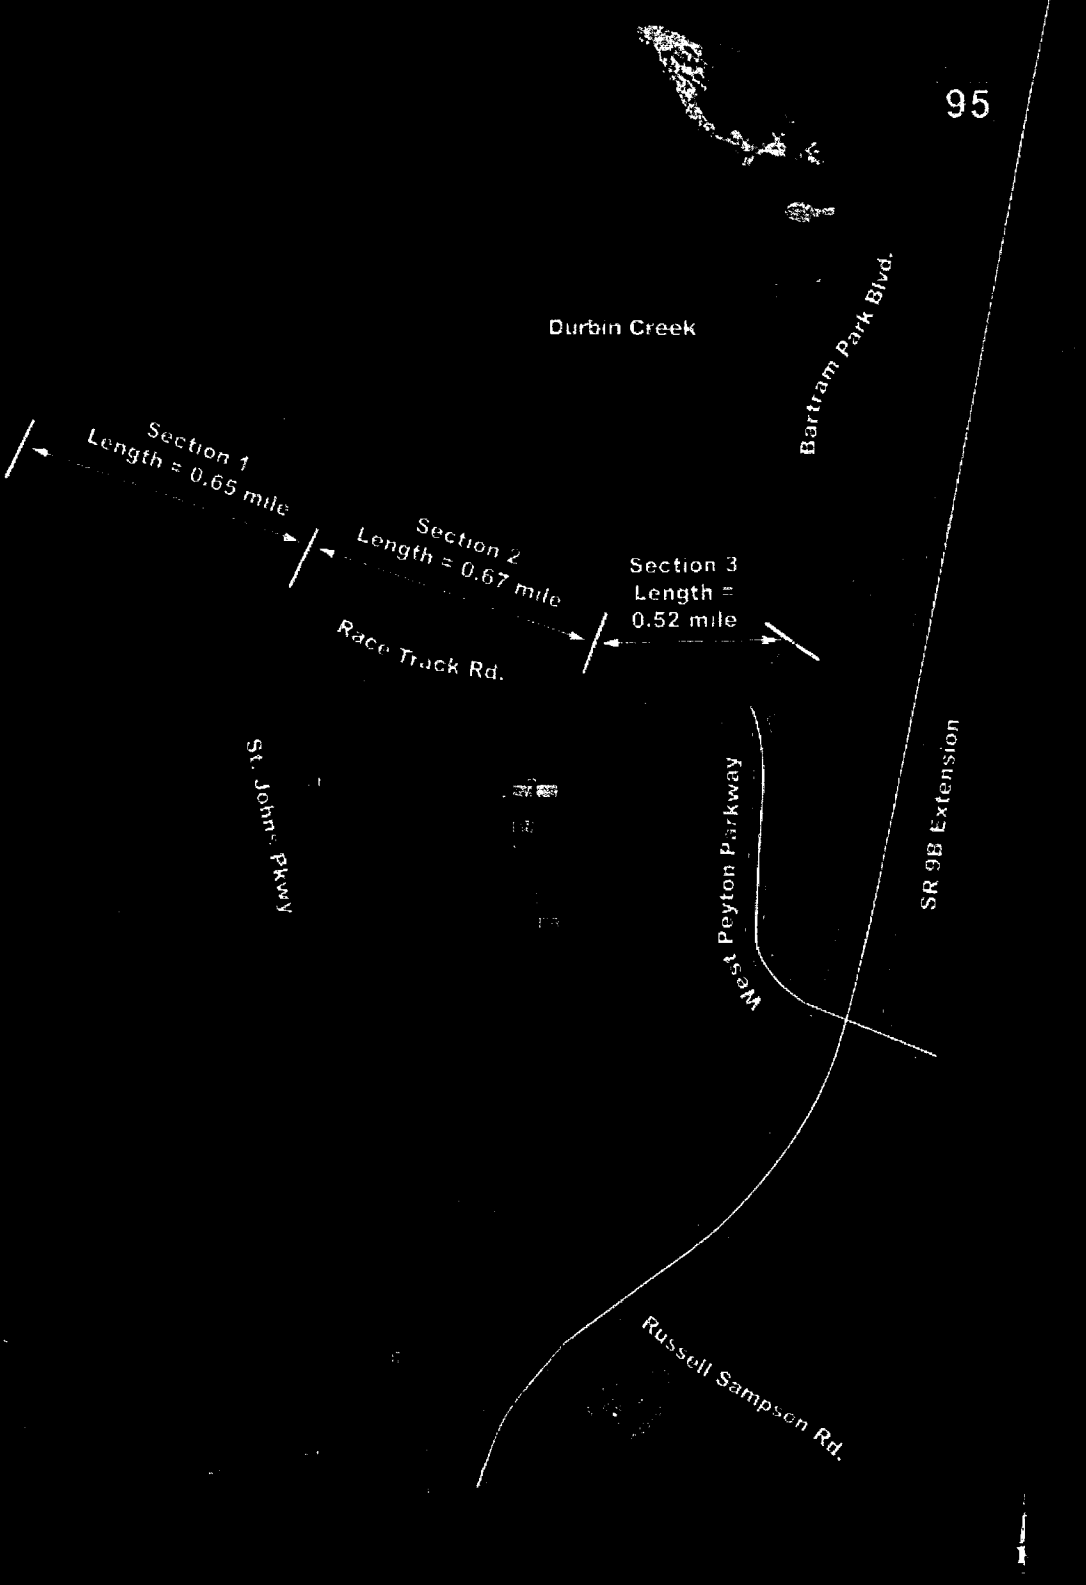 95
Bartram Park Blvd.
Durbin Creek
Section 1
Length = 0.65 mile
Section 2
Length = 0.67 mile
Section 3
Length =
0.52 mile
Race Track Rd.
St. Johns Pkwy
West Peyton Parkway
SR 9B Extension
Russell Sampson Rd.